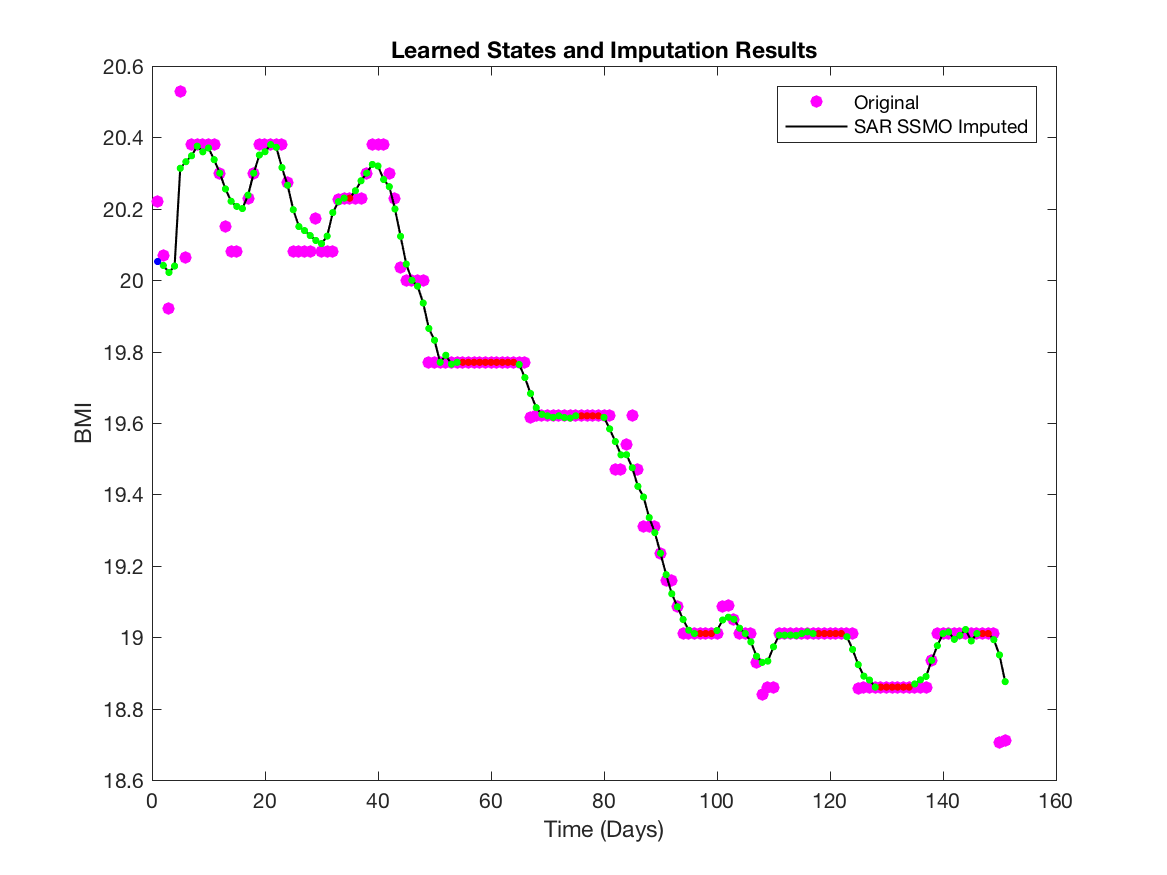 Learned States and Imputation Results
Original
SAR SSMO Imputed
20.6
20.4
20.2
20
19.8
19.6
19.4
19.2
19
18.8
18.6
BMI
0 20 40 60 80 100 120 140 160
Time (Days)